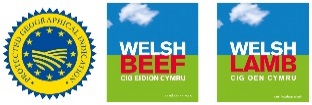 PROTECTED GEOGRAPHICAL INDICATION
WELSH
BEEF
CIG EIDION CYMRU
WELSH
LAMB
CIG OEN CYMRU